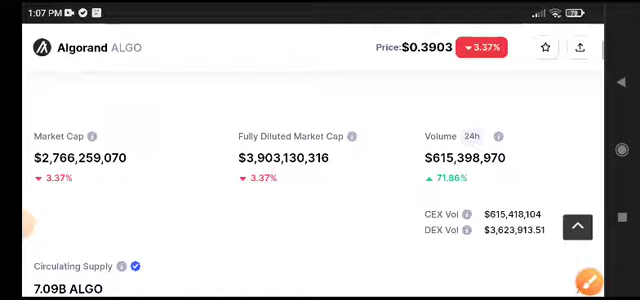 1:07 PM
78
Algorand ALGO
Price:$0.3903 3.37%
Market Cap
Fully Diluted Market Cap
Volume 24h
$2,766,259,070
$3,903,130,316
$615,398,970
3.37%
3.37%
71.86%
CEX Vol $615,418,104
DEX Vol $3,623,913.51
Circulating Supply
7.09B ALGO